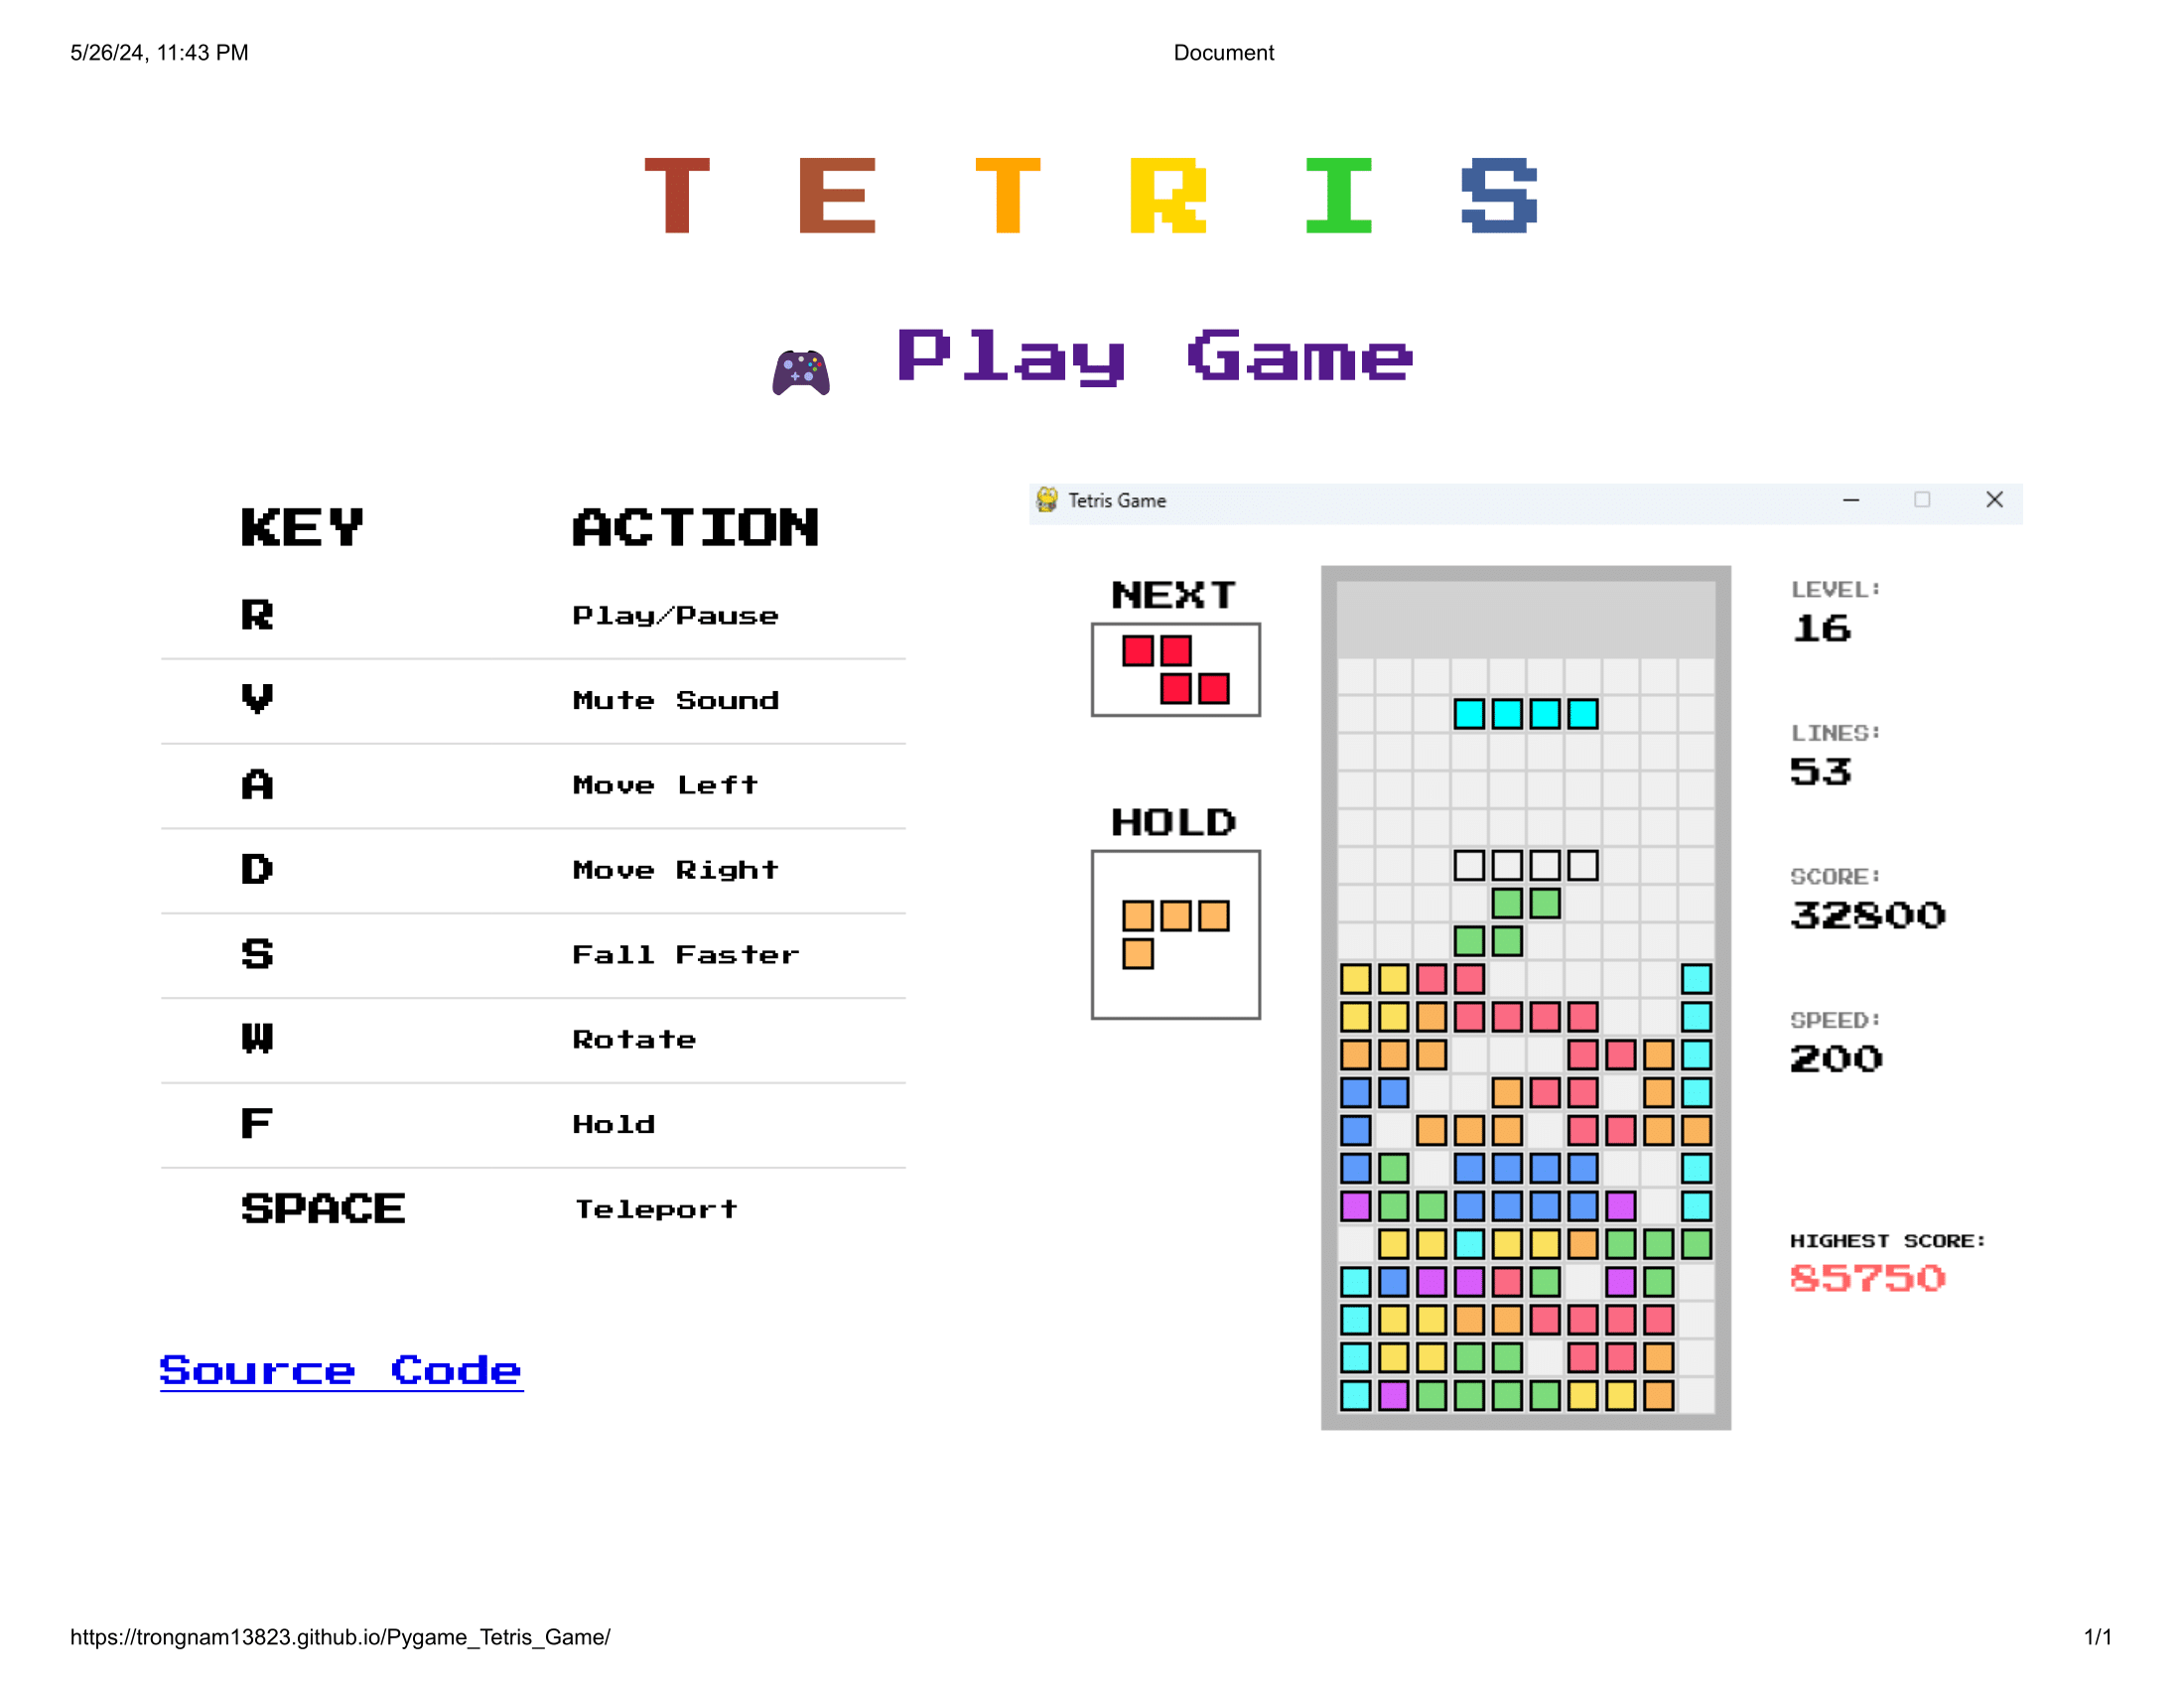 5/26/24, 11:43 PM Document
T E T R I S
Play Game
KEY ACTION
R Play/Pause
V Mute Sound
A Move Left
D Move Right
S Fall Faster
W Rotate
F Hold
SPACE Teleport
Source Code
Tetris Game
NEXT
HOLD
LEVEL:
16
LINES:
53
SCORE:
32800
SPEED:
200
HIGHEST SCORE:
85750
https://trongnam13823.github.io/Pygame_Tetris_Game/ 1/1